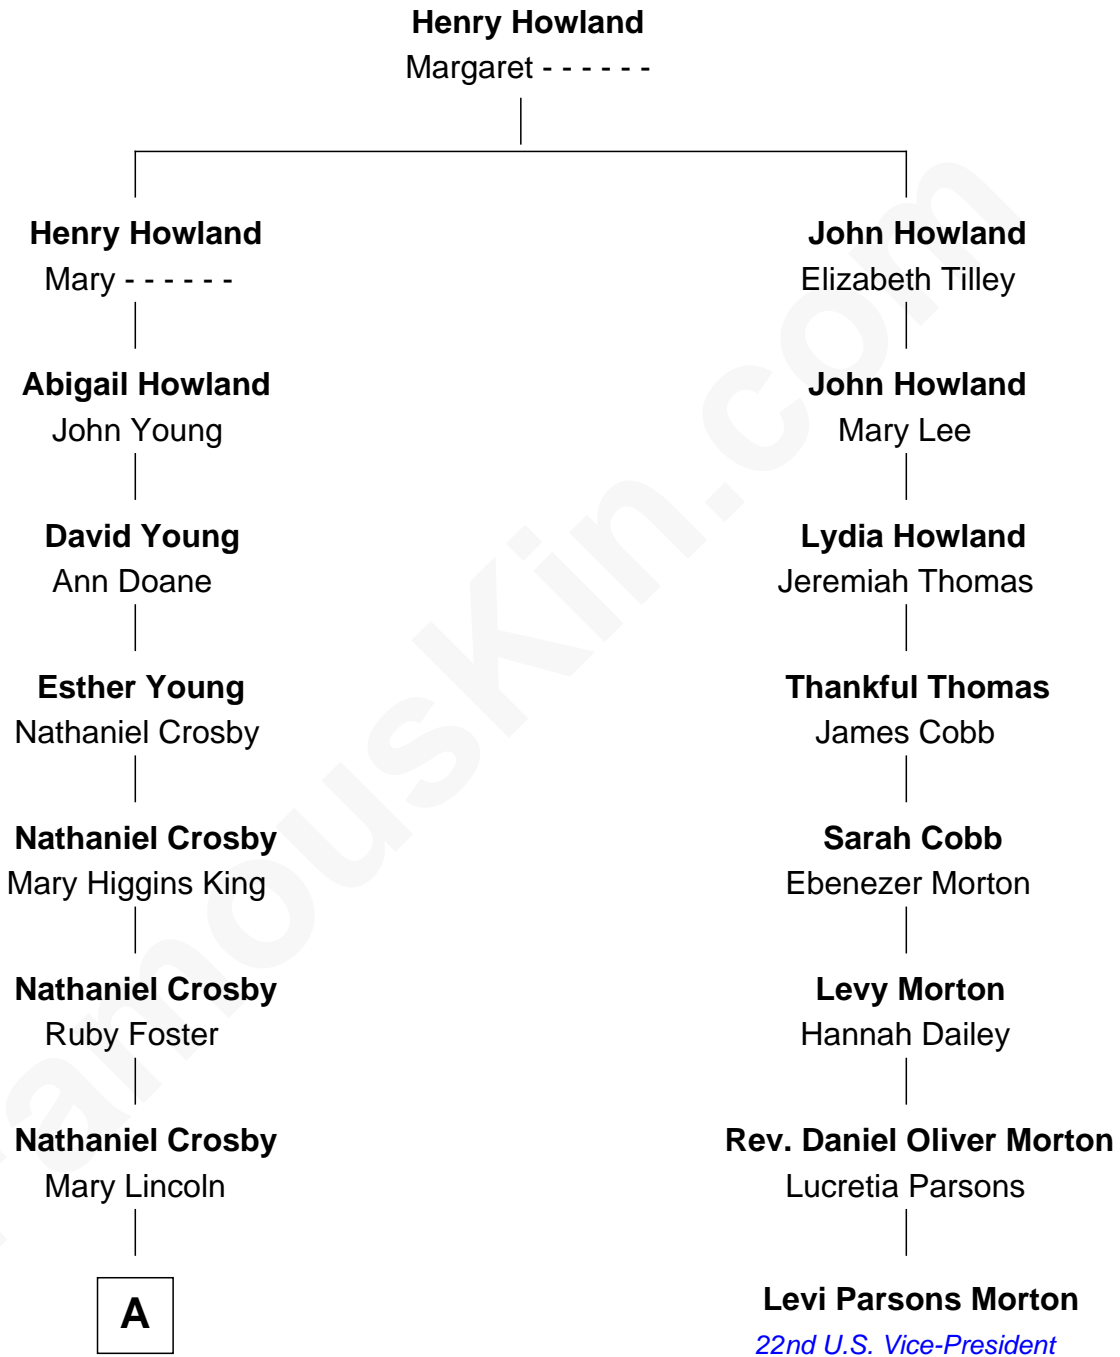 Henry Howland
Margaret - - - - - -
Henry Howland
Mary - - - - - -
John Howland
Elizabeth Tilley
Abigail Howland
John Young
John Howland
Mary Lee
David Young
Ann Doane
Lydia Howland
Jeremiah Thomas
Esther Young
Nathaniel Crosby
Thankful Thomas
James Cobb
Nathaniel Crosby
Mary Higgins King
Sarah Cobb
Ebenezer Morton
Nathaniel Crosby
Ruby Foster
Levy Morton
Hannah Dailey
Nathaniel Crosby
Mary Lincoln
Rev. Daniel Oliver Morton
Lucretia Parsons
A
Levi Parsons Morton
22nd U.S. Vice-President
FamousKin.com